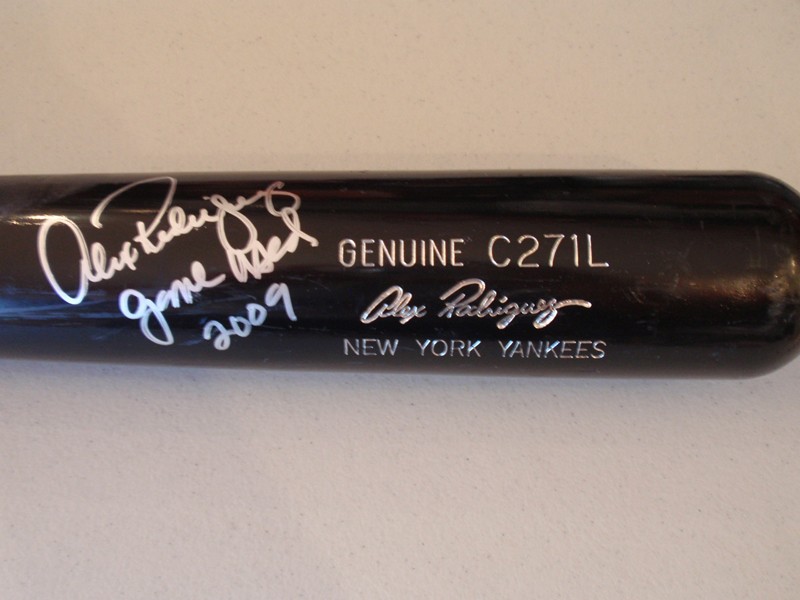 Alex Rodriguez
Game Used
2009
GENUINE C271L
Alex Rodriguez
NEW YORK YANKEES